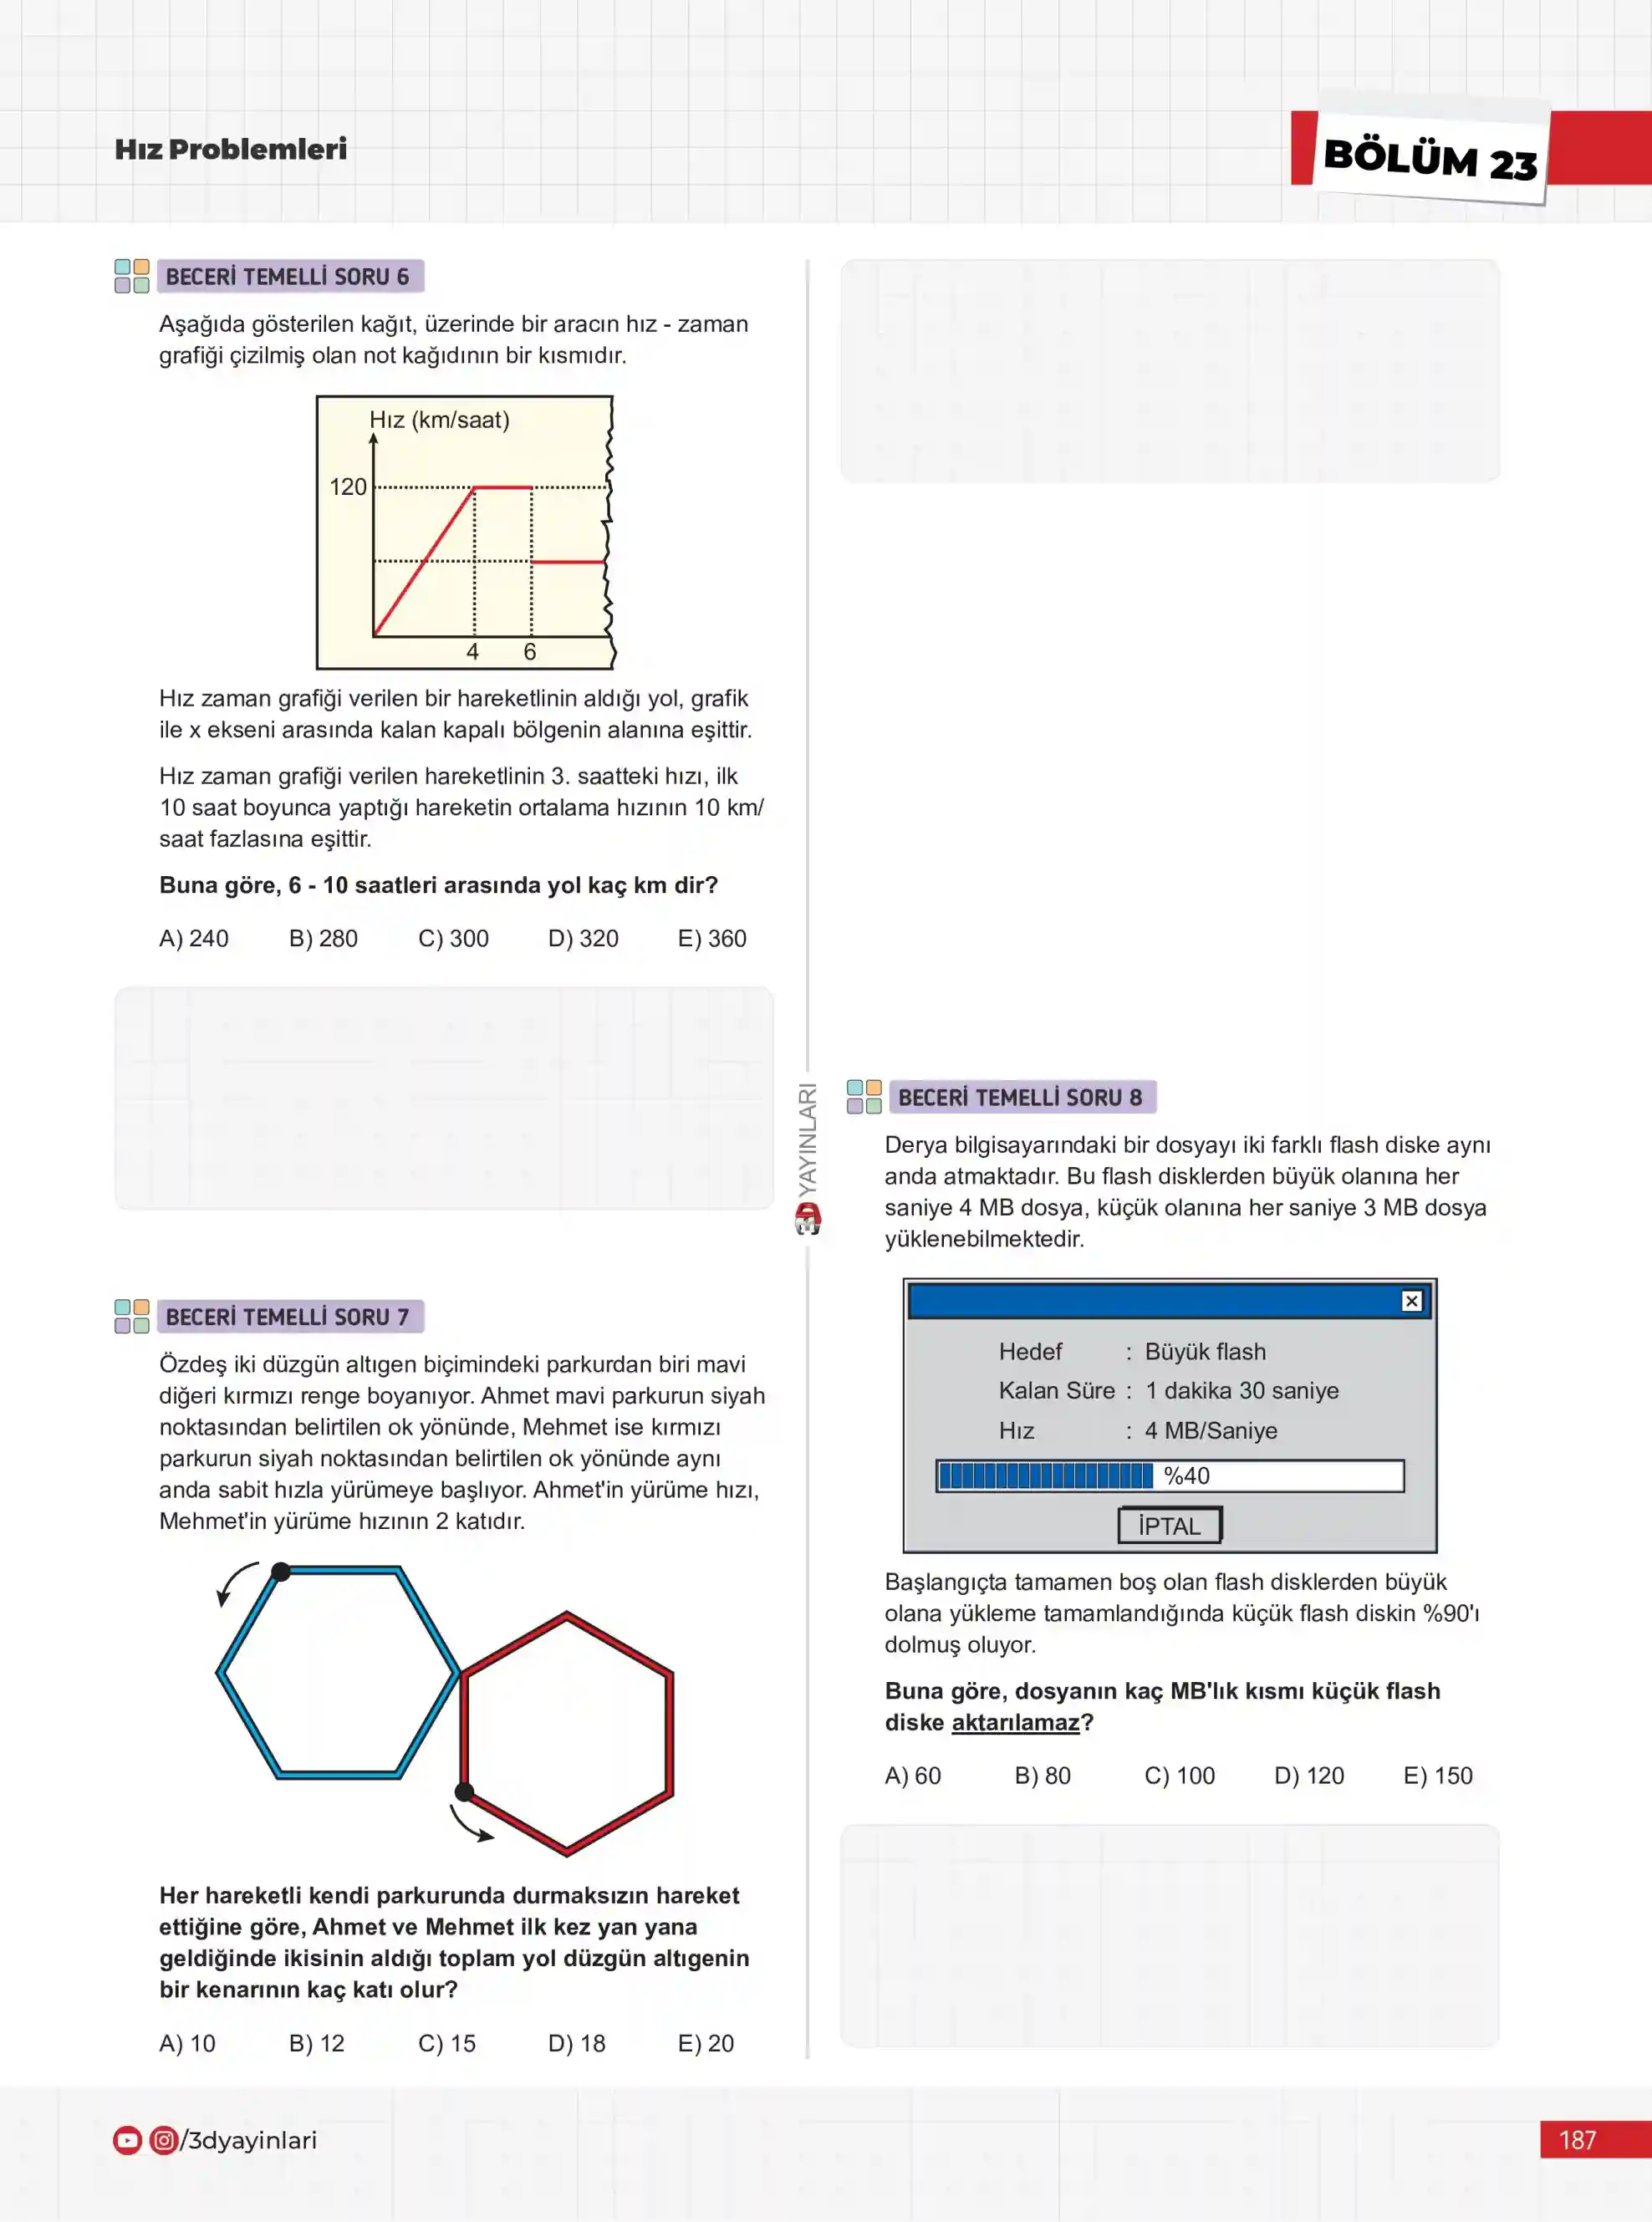 Hız Problemleri
BÖLÜM 23
BECERİ TEMELLİ SORU 6
Aşağıda gösterilen kağıt, üzerinde bir aracın hız - zaman
grafiği çizilmiş olan not kağıdının bir kısmıdır.
Hız (km/saat)
120
4
6
Hız zaman grafiği verilen bir hareketlinin aldığı yol, grafik
ile x ekseni arasında kalan kapalı bölgenin alanına eşittir.
Hız zaman grafiği verilen hareketlinin 3. saatteki hızı, ilk
10 saat boyunca yaptığı hareketin ortalama hızının 10 km/
saat fazlasına eşittir.
Buna göre, 6 - 10 saatleri arasında yol kaç km dir?
A) 240 B) 280 C) 300 D) 320 E) 360
BECERİ TEMELLİ SORU 7
Özdeş iki düzgün altıgen biçimindeki parkurdan biri mavi
diğeri kırmızı renge boyanıyor. Ahmet mavi parkurun siyah
noktasından belirtilen ok yönünde, Mehmet ise kırmızı
parkurun siyah noktasından belirtilen ok yönünde aynı
anda sabit hızla yürümeye başlıyor. Ahmet'in yürüme hızı,
Mehmet'in yürüme hızının 2 katıdır.
Her hareketli kendi parkurunda durmaksızın hareket
ettiğine göre, Ahmet ve Mehmet ilk kez yan yana
geldiğinde ikisinin aldığı toplam yol düzgün altıgenin
bir kenarının kaç katı olur?
A) 10 B) 12 C) 15 D) 18 E) 20
YAYINLARI
BECERİ TEMELLİ SORU 8
Derya bilgisayarındaki bir dosyayı iki farklı flash diske aynı
anda atmaktadır. Bu flash disklerden büyük olanına her
saniye 4 MB dosya, küçük olanına her saniye 3 MB dosya
yüklenebilmektedir.
Hedef : Büyük flash
Kalan Süre : 1 dakika 30 saniye
Hız : 4 MB/Saniye
%40
İPTAL
Başlangıçta tamamen boş olan flash disklerden büyük
olana yükleme tamamlandığında küçük flash diskin %90'ı
dolmuş oluyor.
Buna göre, dosyanın kaç MB'lık kısmı küçük flash
diske aktarılamaz?
A) 60 B) 80 C) 100 D) 120 E) 150
/3dyayinlari
187